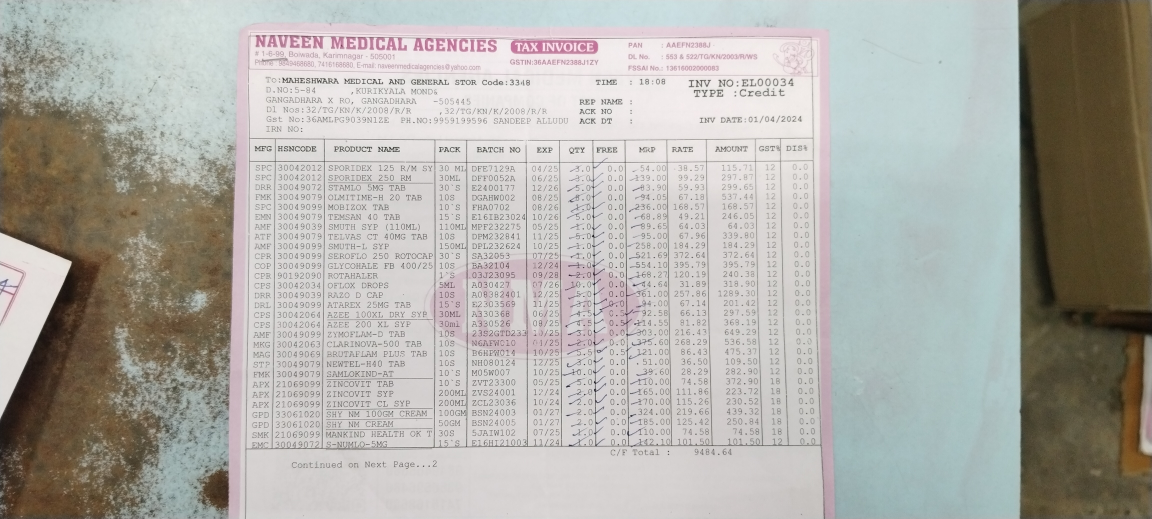 NAVEEN MEDICAL AGENCIES TAX INVOICE PAN : AAEFN2388J
# 1-6-99, Boiwada, Karimnagar - 505001 GSTIN:36AAEFN2388J1ZY DL No. : 553 & 522/TG/KN/2003/R/WS
7416168680, E-mail: naveenmedicalagencies@yahoo.com FSSAI No.: 13616002000083
To:MAHESHWARA MEDICAL AND GENERAL STOR Code:3348 TIME : 18:08 INV NO:EL00034
D.NO:5-84 ,KURIKYALA MOND& TYPE :Credit
GANGADHARA X RO, GANGADHARA -505445 REP NAME :
Dl Nos:32/TG/KN/K/2008/R/R ,32/TG/KN/K/2008/R/R ACK NO :
Gst No:36AMLPG9039N1ZE PH.NO:9959199596 SANDEEP ALLUDU ACK DT : INV DATE:01/04/2024
IRN NO:
MFG HSNCODE PRODUCT NAME PACK BATCH NO EXP QTY FREE MRP RATE AMOUNT GST% DIS%
SPC 30042012 SPORIDEX 125 R/M SY 30 ML DFE7129A 04/25 3.0 0.0 54.00 38.57 115.71 12 0.0
SPC 30042012 SPORIDEX 250 RM 30ML DFF0052A 06/25 3.0 0.0 139.00 99.29 297.87 12 0.0
DRR 30049072 STAMLO 5MG TAB 30`S E2400177 12/26 5.0 0.0 83.90 59.93 299.65 12 0.0
FMK 30049079 OLMITIME-H 20 TAB 10S DGAHW002 08/25 8.0 0.0 94.05 67.18 537.44 12 0.0
SPC 30049099 MOBIZOX TAB 10`S FHA0702 08/26 1.0 0.0 236.00 168.57 168.57 12 0.0
EMN 30049079 TEMSAN 40 TAB 15`S E16IB23024 10/26 5.0 0.0 68.89 49.21 246.05 12 0.0
AMF 30049099 SMUTH SYP (110ML) 110ML MPF232275 05/25 1.0 0.0 89.65 64.03 64.03 12 0.0
ATF 30049079 TELVAS CT 40MG TAB 10S DPM232841 11/25 5.0 0.0 95.00 67.96 339.80 12 0.0
AMF 30049099 SMUTH-L SYP 150ML DPL232624 10/25 1.0 0.0 258.00 184.29 184.29 12 0.0
CPR 30049099 SEROFLO 250 ROTOCAP 30`S SA32053 07/25 1.0 0.0 521.69 372.64 372.64 12 0.0
COP 30049099 GLYCOHALE FB 400/25 10S BA32104 12/24 1.0 0.0 554.10 395.79 395.79 12 0.0
CPR 90192090 ROTAHALER 1`S 03J23095 09/28 2.0 0.0 168.27 120.19 240.38 12 0.0
CPS 30042034 OFLOX DROPS 5ML A030427 07/26 10.0 0.0 44.64 31.89 318.90 12 0.0
DRR 30049039 RAZO D CAP 10S A08382401 12/25 5.0 0.0 361.00 257.86 1289.30 12 0.0
DRL 30049099 ATAREX 25MG TAB 15`S E2303569 11/25 3.0 0.0 94.00 67.14 201.42 12 0.0
CPS 30042064 AZEE 100XL DRY SYP 30ML A330368 06/25 4.5 0.5 92.58 66.13 297.59 12 0.0
CPS 30042064 AZEE 200 XL SYP 30ml A330526 08/25 4.5 0.5 114.55 81.82 369.19 12 0.0
AMF 30049099 ZYMOFLAM-D TAB 10S 23S2GTD233 10/25 3.0 0.0 303.00 216.43 649.29 12 0.0
MKG 30042063 CLARINOVA-500 TAB 10S N6AFW010 01/25 2.0 0.0 375.60 268.29 536.58 12 0.0
MAG 30049069 BRUTAFLAM PLUS TAB 10S B6HPW014 10/25 5.5 0.5 121.00 86.43 475.37 12 0.0
STP 30049079 NEWTEL-H40 TAB 10S NH080124 12/25 3.0 0.0 51.00 36.50 109.50 12 0.0
FMK 30049079 SAMLOKIND-AT 10`S M05W007 10/25 10.0 0.0 39.60 28.29 282.90 12 0.0
APX 21069099 ZINCOVIT TAB 10`S ZVT23300 05/25 5.0 0.0 110.00 74.58 372.90 18 0.0
APX 21069099 ZINCOVIT SYP 200ML ZVS24001 12/24 2.0 0.0 165.00 111.86 223.72 18 0.0
APX 21069099 ZINCOVIT CL SYP 200ML ZCL23036 10/24 2.0 0.0 170.00 115.26 230.52 18 0.0
GPD 33061020 SHY NM 100GM CREAM 100GM BSN24003 01/27 2.0 0.0 324.00 219.66 439.32 18 0.0
GPD 33061020 SHY NM CREAM 50GM BSN24005 01/27 2.0 0.0 185.00 125.42 250.84 18 0.0
SMK 21069099 MANKIND HEALTH OK T 30S 5JAIW102 07/25 1.0 0.0 110.00 74.58 74.58 18 0.0
EMC 30049072 S-NUMLO-5MG 15`S E16HI21003 11/24 1.0 0.0 142.10 101.50 101.50 12 0.0
C/F Total : 9484.64
Continued on Next Page...2